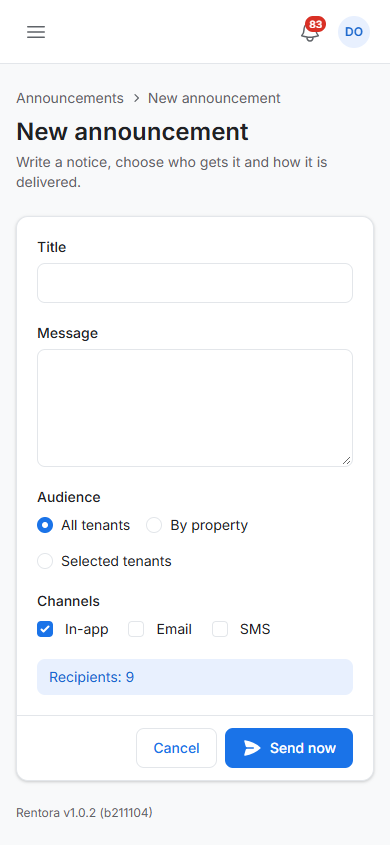 83
DO
Announcements > New announcement
New announcement
Write a notice, choose who gets it and how it is
delivered.
Title
Message
Audience
All tenants By property
Selected tenants
Channels
In-app Email SMS
Recipients: 9
Cancel Send now
Rentora v1.0.2 (b211104)